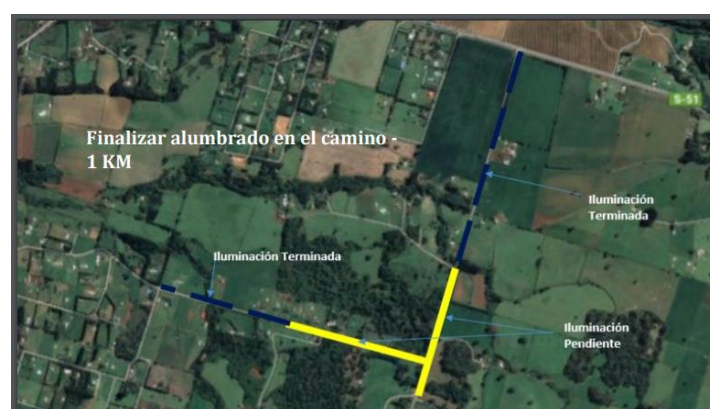 Finalizar alumbrado en el camino -
1 KM
S-51
Iluminación
Terminada
Iluminación Terminada
Iluminación
Pendiente